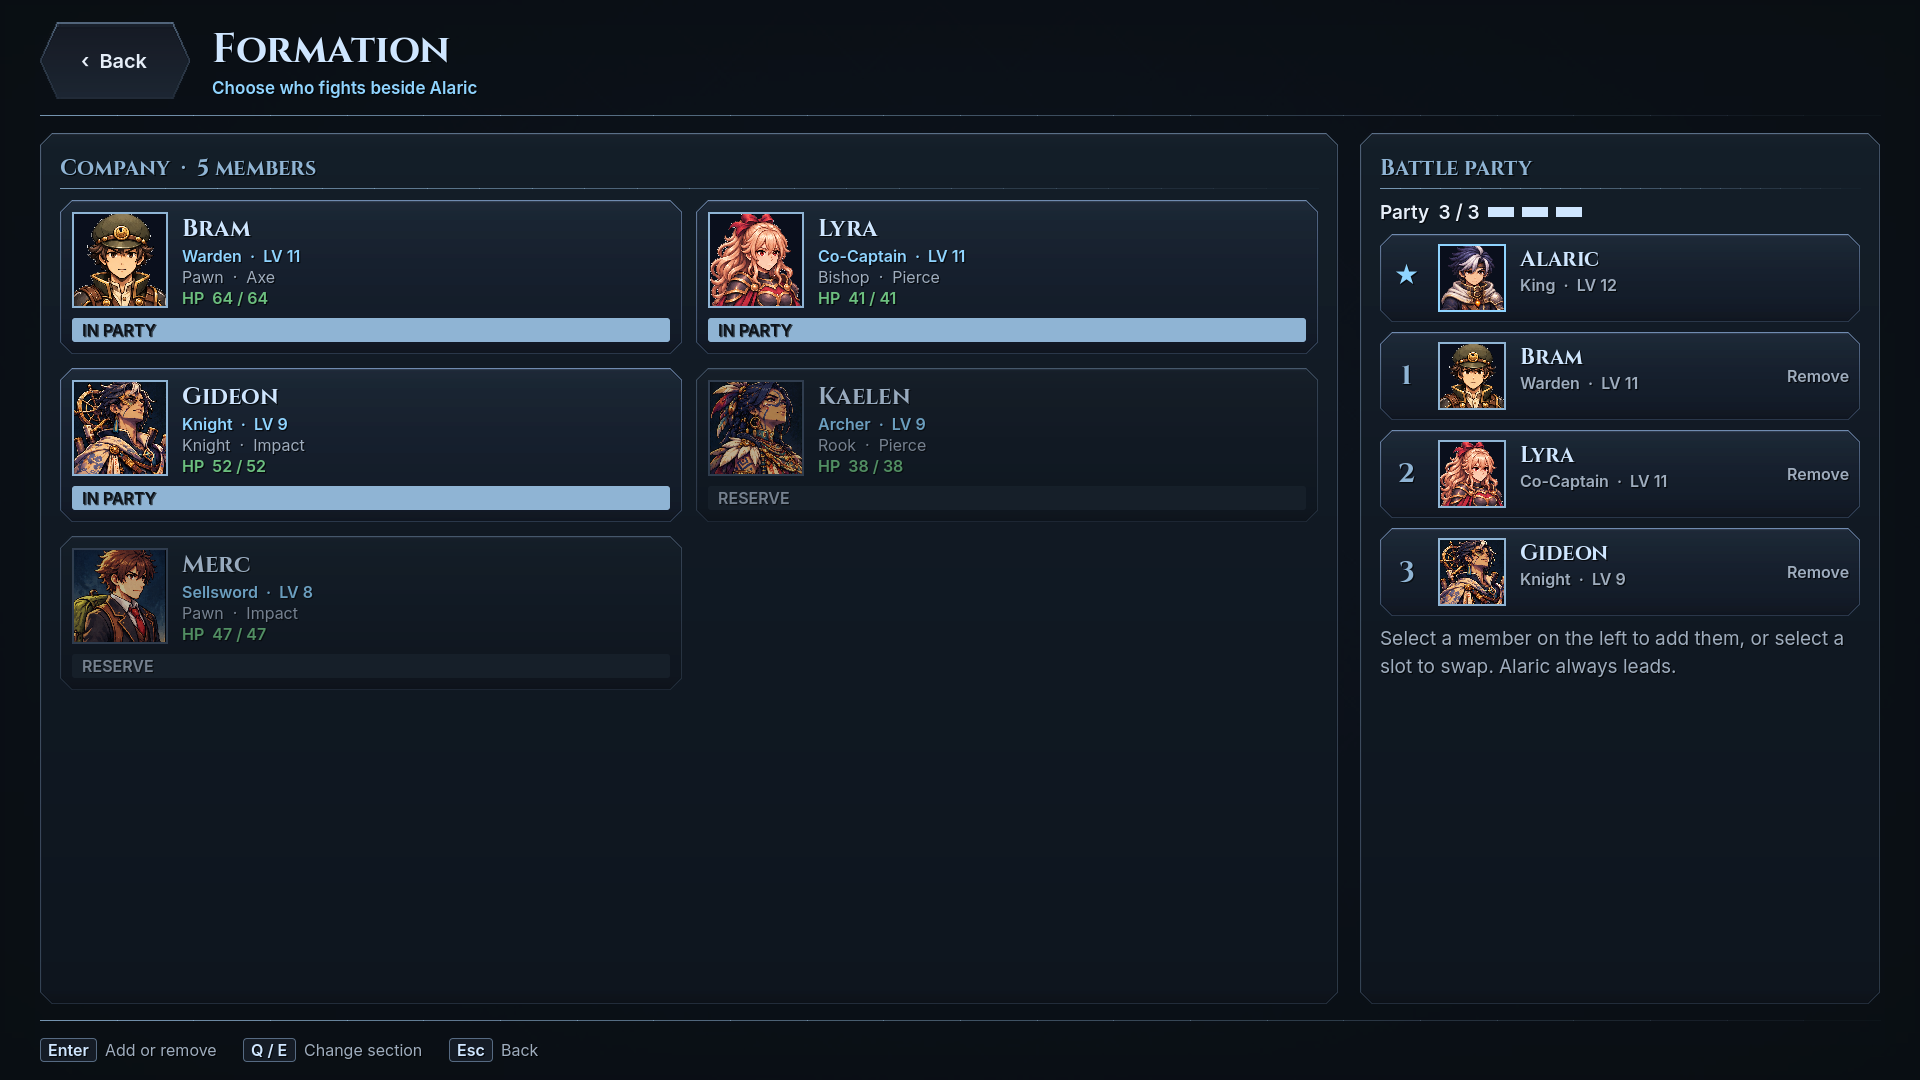 ‹ Back
Formation
Choose who fights beside Alaric
Company · 5 members
Bram
Warden · LV 11
Pawn · Axe
HP 64 / 64
IN PARTY
Lyra
Co-Captain · LV 11
Bishop · Pierce
HP 41 / 41
IN PARTY
Gideon
Knight · LV 9
Knight · Impact
HP 52 / 52
IN PARTY
Kaelen
Archer · LV 9
Rook · Pierce
HP 38 / 38
RESERVE
Merc
Sellsword · LV 8
Pawn · Impact
HP 47 / 47
RESERVE
Battle party
Party 3 / 3
★
Alaric
King · LV 12
1
Bram
Warden · LV 11
Remove
2
Lyra
Co-Captain · LV 11
Remove
3
Gideon
Knight · LV 9
Remove
Select a member on the left to add them, or select a
slot to swap. Alaric always leads.
Enter Add or remove Q / E Change section Esc Back